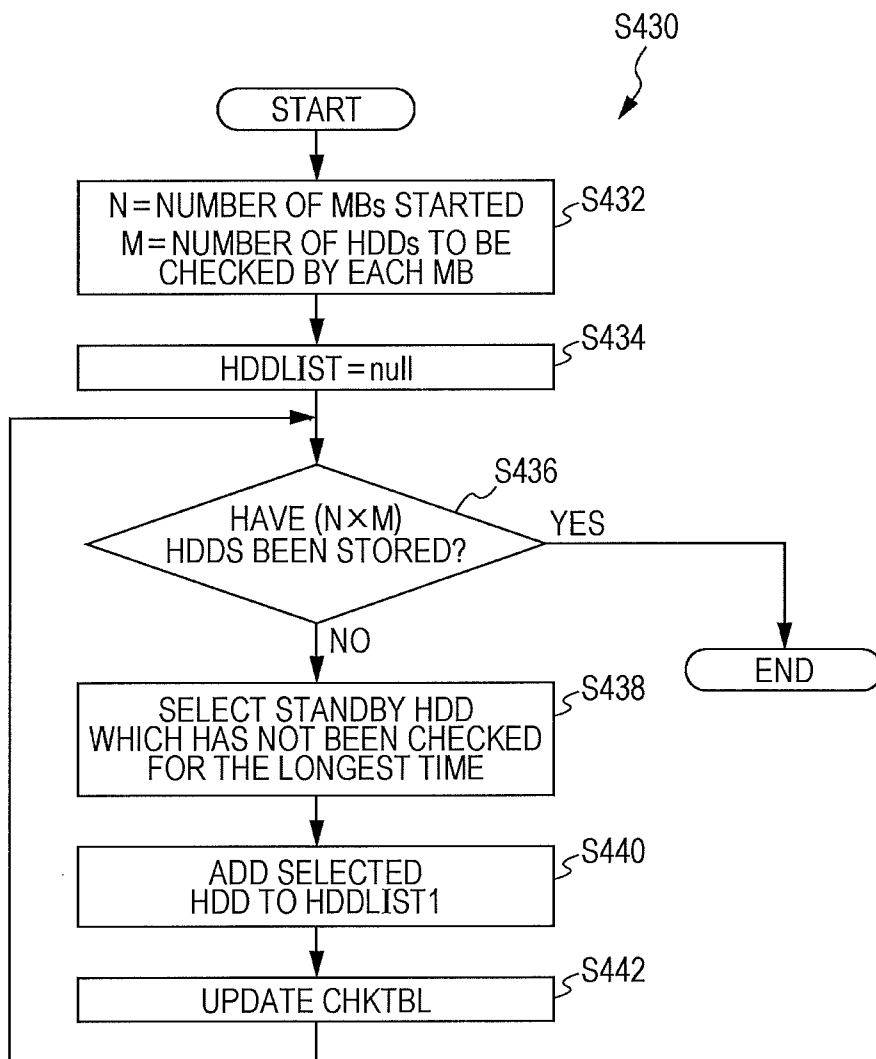 S430
START
N=NUMBER OF MBs STARTED
M=NUMBER OF HDDs TO BE
CHECKED BY EACH MB
S432
HDDLIST=null
S434
HAVE (N×M)
HDDS BEEN STORED?
S436
YES
NO
END
SELECT STANDBY HDD
WHICH HAS NOT BEEN CHECKED
FOR THE LONGEST TIME
S438
ADD SELECTED
HDD TO HDDLIST1
S440
UPDATE CHKTBL
S442